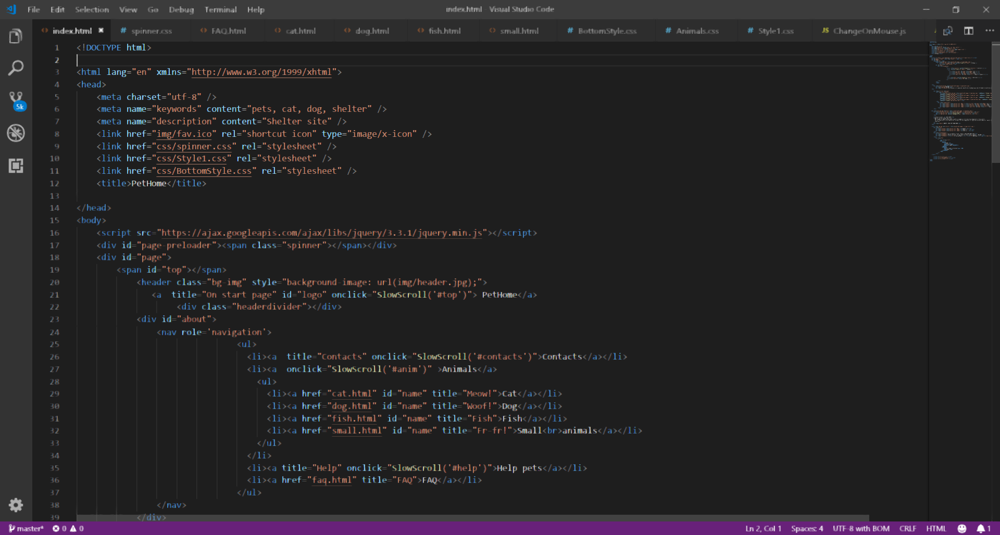 File Edit Selection View Go Debug Terminal Help index.html - Visual Studio Code
index.html spinner.css FAQ.html cat.html dog.html fish.html small.html BottomStyle.css Animals.css Style1.css JS ChangeOnMouse.js
1 <!DOCTYPE html>
2
3 <html lang="en" xmlns="http://www.w3.org/1999/xhtml">
4 <head>
5 <meta charset="utf-8" />
6 <meta name="keywords" content="pets, cat, dog, shelter" />
7 <meta name="description" content="Shelter site" />
8 <link href="img/fav.ico" rel="shortcut icon" type="image/x-icon" />
9 <link href="css/spinner.css" rel="stylesheet" />
10 <link href="css/Style1.css" rel="stylesheet" />
11 <link href="css/BottomStyle.css" rel="stylesheet" />
12 <title>PetHome</title>
13
14 </head>
15 <body>
16 <script src="https://ajax.googleapis.com/ajax/libs/jquery/3.3.1/jquery.min.js"></script>
17 <div id="page-preloader"><span class="spinner"></span></div>
18 <div id="page">
19 <span id="top"></span>
20 <header class="bg-img" style="background-image: url(img/header.jpg);">
21 <a  title="On start page" id="logo" onclick="SlowScroll('#top')"> PetHome</a>
22 <div class="headerdivider"></div>
23 <div id="about">
24 <nav role='navigation'>
25 <ul>
26 <li><a  title="Contacts" onclick="SlowScroll('#contacts')">Contacts</a></li>
27 <li><a  onclick="SlowScroll('#anim')" >Animals</a>
28 <ul>
29 <li><a href="cat.html" id="name" title="Meow!">Cat</a></li>
30 <li><a href="dog.html" id="name" title="Woof!">Dog</a></li>
31 <li><a href="fish.html" id="name" title="Fish">Fish</a></li>
32 <li><a href="small.html" id="name" title="Fr-fr!">Small<br>animals</a></li>
33 </ul>
34 </li>
35 <li><a title="Help" onclick="SlowScroll('#help')">Help pets</a></li>
36 <li><a href="faq.html" title="FAQ">FAQ</a></li>
37 </ul>
38 </nav>
39 </div>
5k
master* 0 0 Ln 2, Col 1 Spaces: 4 UTF-8 with BOM CRLF HTML 1